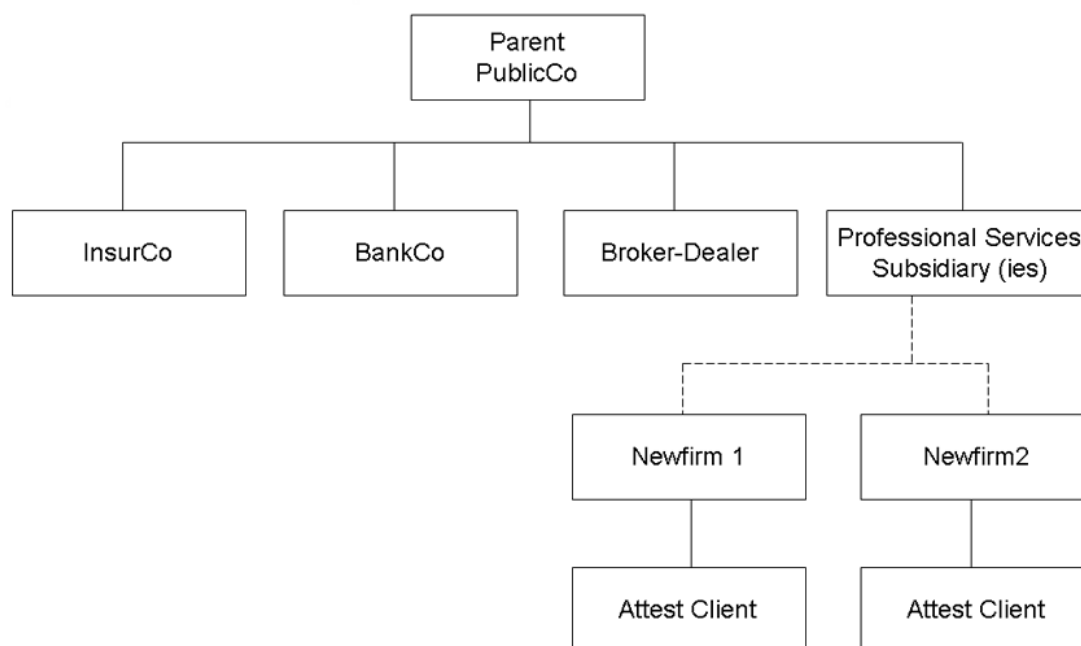 Parent
PublicCo
InsurCo
BankCo
Broker-Dealer
Professional Services
Subsidiary (ies)
Newfirm 1
Newfirm2
Attest Client
Attest Client